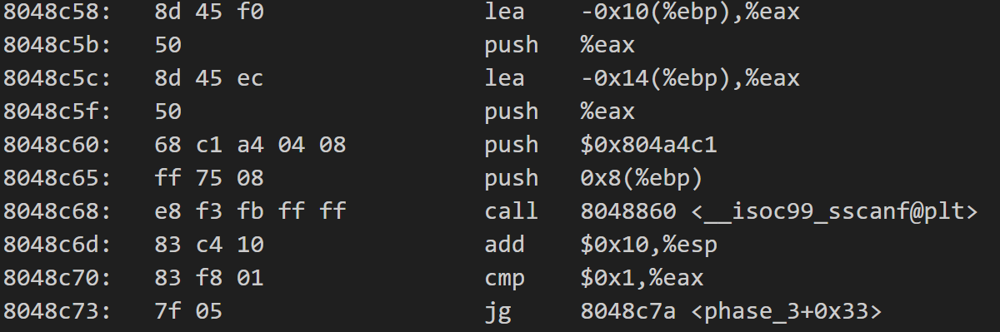 8048c58: 8d 45 f0 lea -0x10(%ebp),%eax
8048c5b: 50 push %eax
8048c5c: 8d 45 ec lea -0x14(%ebp),%eax
8048c5f: 50 push %eax
8048c60: 68 c1 a4 04 08 push $0x804a4c1
8048c65: ff 75 08 push 0x8(%ebp)
8048c68: e8 f3 fb ff ff call 8048860 <__isoc99_sscanf@plt>
8048c6d: 83 c4 10 add $0x10,%esp
8048c70: 83 f8 01 cmp $0x1,%eax
8048c73: 7f 05 jg 8048c7a <phase_3+0x33>